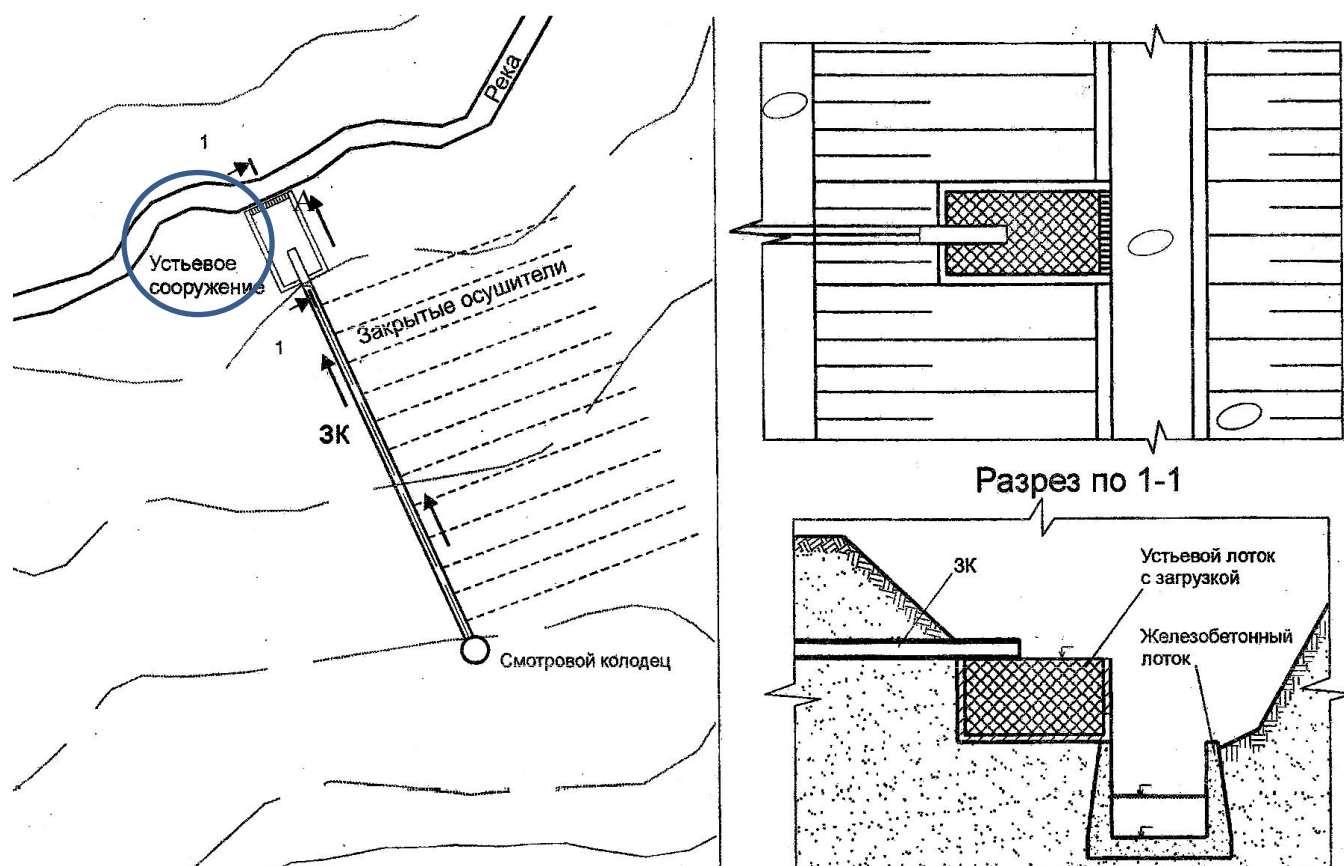 Река
1
Устьевое
сооружение
Закрытые осушители
1
ЗК
Смотровой колодец
Разрез по 1-1
ЗК
Устьевой лоток
с загрузкой
Железобетонный
лоток